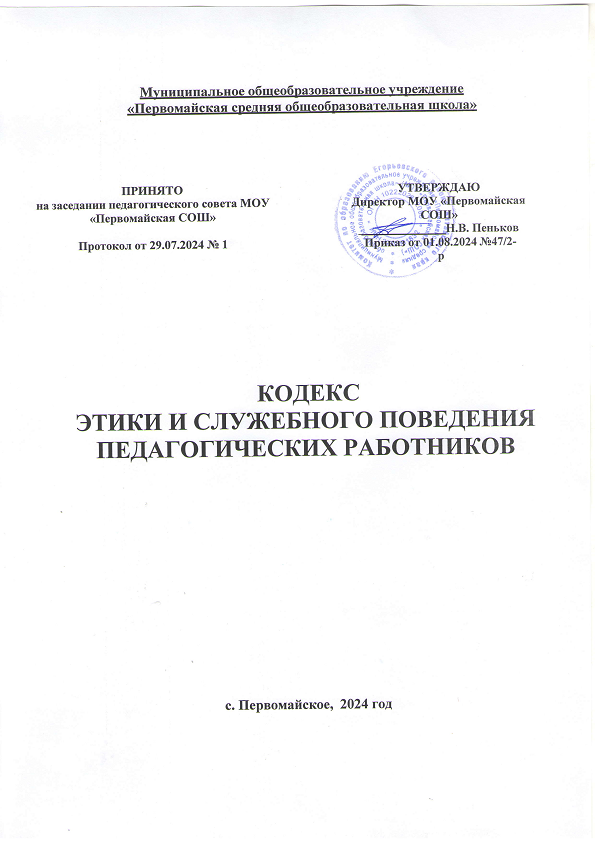 Муниципальное общеобразовательное учреждение
«Первомайская средняя общеобразовательная школа»
ПРИНЯТО
на заседании педагогического совета МОУ
«Первомайская СОШ»
Протокол от 29.07.2024 № 1
УТВЕРЖДАЮ
Директор МОУ «Первомайская
СОШ»
Н.В. Пеньков
Приказ от 01.08.2024 №47/2-
р
КОДЕКС
ЭТИКИ И СЛУЖЕБНОГО ПОВЕДЕНИЯ
ПЕДАГОГИЧЕСКИХ РАБОТНИКОВ
с. Первомайское, 2024 год